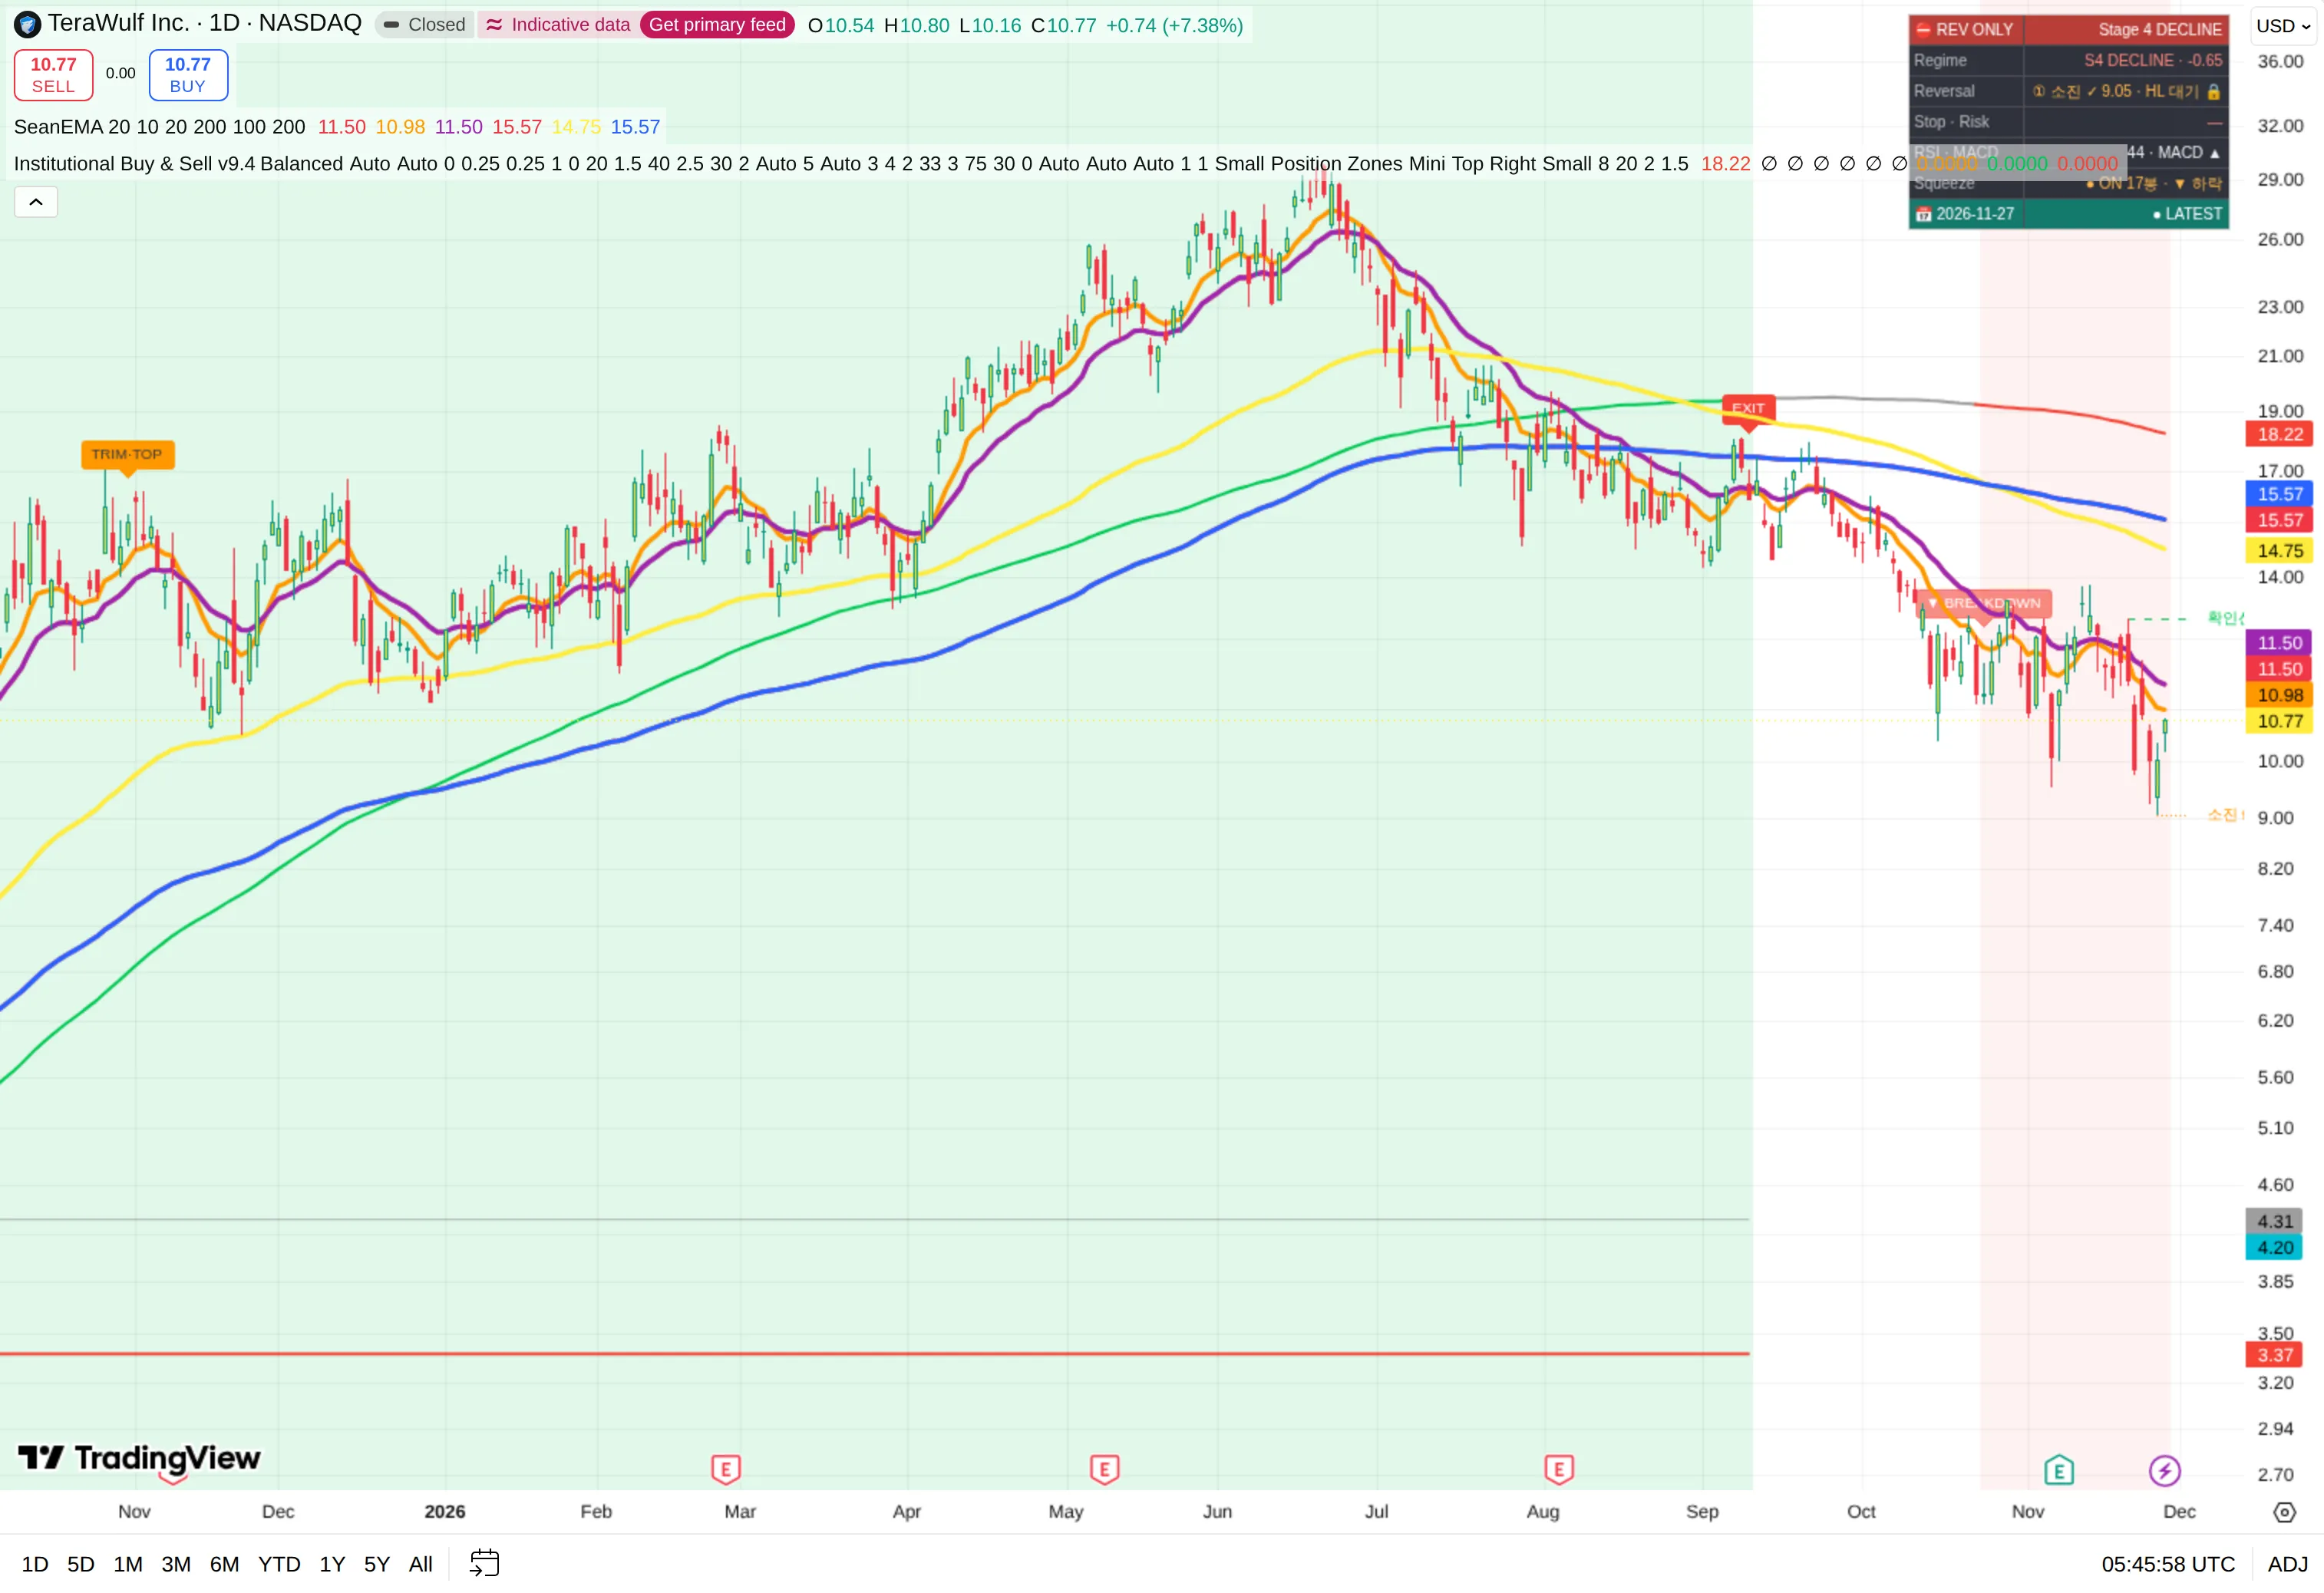 TeraWulf Inc. · 1D · NASDAQ Closed Indicative data Get primary feed O10.54 H10.80 L10.16 C10.77 +0.74 (+7.38%)
10.77 SELL 0.00 10.77 BUY
SeanEMA 20 10 20 200 100 200 11.50 10.98 11.50 15.57 14.75 15.57
Institutional Buy & Sell v9.4 Balanced Auto Auto 0 0.25 0.25 1 0 20 1.5 40 2.5 30 2 Auto 5 Auto 3 4 2 33 3 75 30 0 Auto Auto Auto 1 1 Small Position Zones Mini Top Right Small 8 20 2 1.5 18.22 ∅ ∅ ∅ ∅ ∅ ∅ 0.0000 0.0000 0.0000
⛔ REV ONLY Stage 4 DECLINE
Regime S4 DECLINE · -0.65
Reversal ① 소진 ✓ 9.05 · HL 대기 🔒
Stop · Risk —
RSI · MACD 44 · MACD ▲
Squeeze ● ON 17봉 · ▼ 하락
📅 2026-11-27 ● LATEST
USD
36.00
32.00
29.00
26.00
23.00
21.00
19.00
18.22
17.00
15.57
15.57
14.75
14.00
11.50
11.50
10.98
10.77
10.00
9.00
8.20
7.40
6.80
6.20
5.60
5.10
4.60
4.31
4.20
3.85
3.50
3.37
3.20
2.94
2.70
TRIM·TOP
EXIT
▼ BREAKDOWN
소진
TradingView
E E E E
Nov Dec 2026 Feb Mar Apr May Jun Jul Aug Sep Oct Nov Dec
1D 5D 1M 3M 6M YTD 1Y 5Y All 05:45:58 UTC ADJ